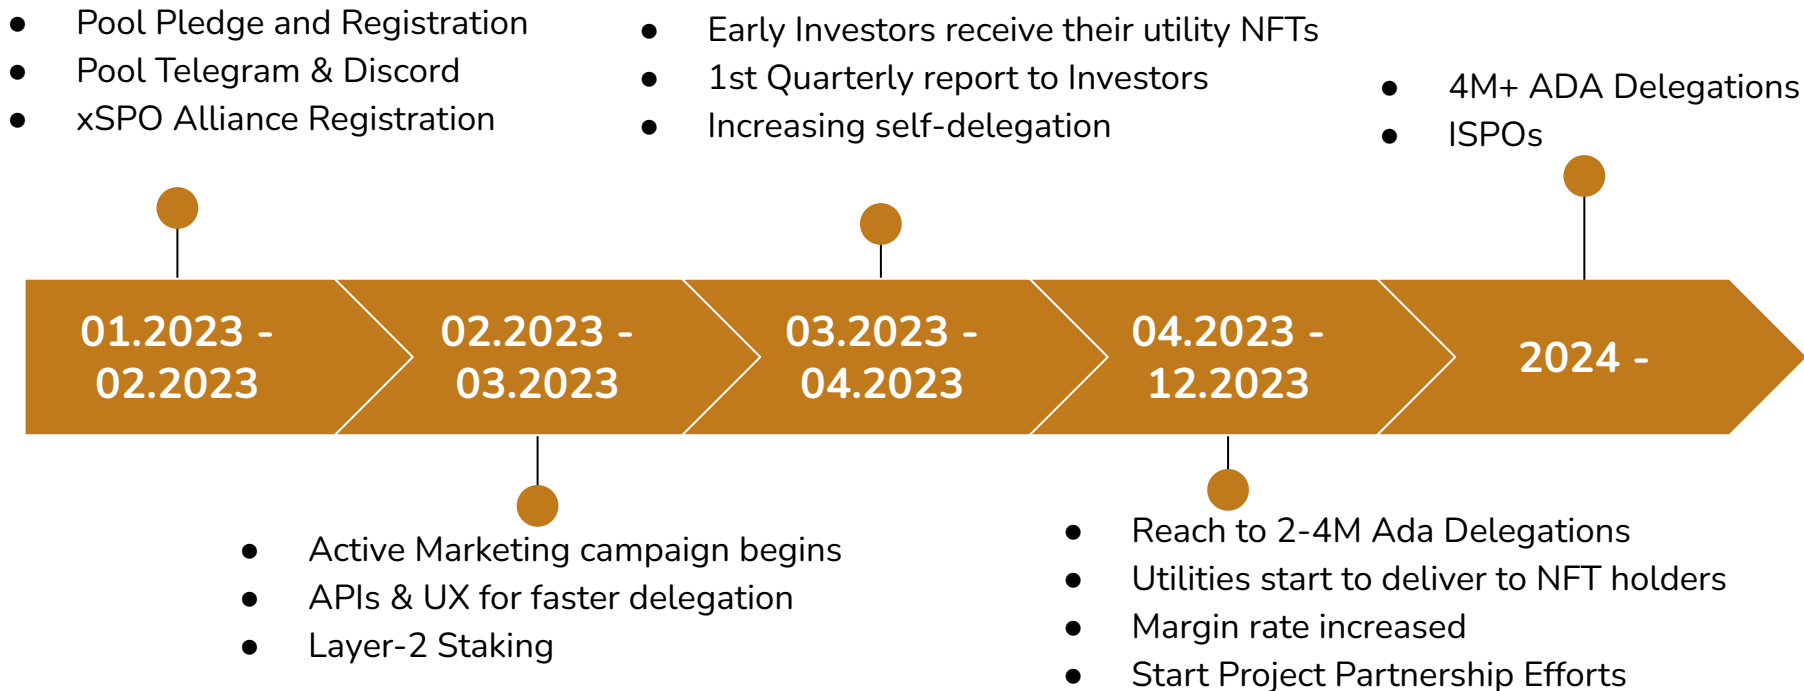 ● Pool Pledge and Registration
● Pool Telegram & Discord
● xSPO Alliance Registration
● Early Investors receive their utility NFTs
● 1st Quarterly report to Investors
● Increasing self-delegation
● 4M+ ADA Delegations
● ISPOs
01.2023 -
02.2023
02.2023 -
03.2023
03.2023 -
04.2023
04.2023 -
12.2023
2024 -
● Active Marketing campaign begins
● APIs & UX for faster delegation
● Layer-2 Staking
● Reach to 2-4M Ada Delegations
● Utilities start to deliver to NFT holders
● Margin rate increased
● Start Project Partnership Efforts